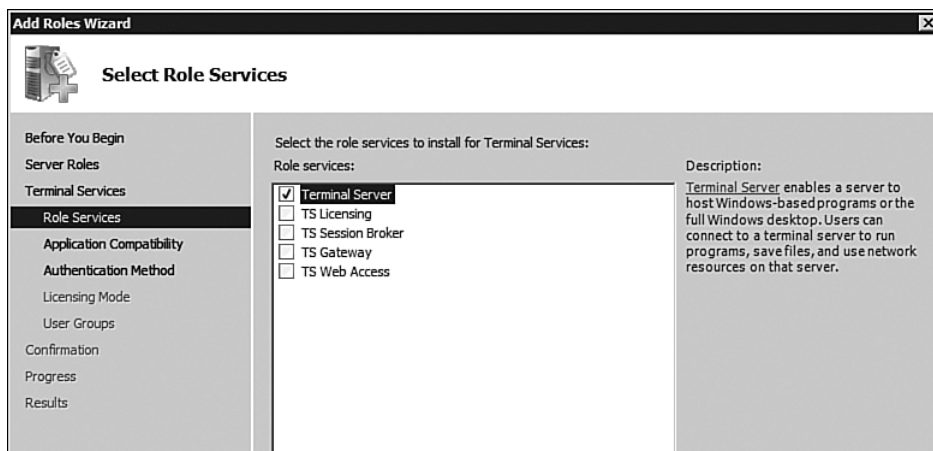 Add Roles Wizard
Select Role Services
Before You Begin
Server Roles
Terminal Services
Role Services
Application Compatibility
Authentication Method
Licensing Mode
User Groups
Confirmation
Progress
Results
Select the role services to install for Terminal Services:
Role services:
Terminal Server
TS Licensing
TS Session Broker
TS Gateway
TS Web Access
Description:
Terminal Server enables a server to
host Windows-based programs or the
full Windows desktop. Users can
connect to a terminal server to run
programs, save files, and use network
resources on that server.